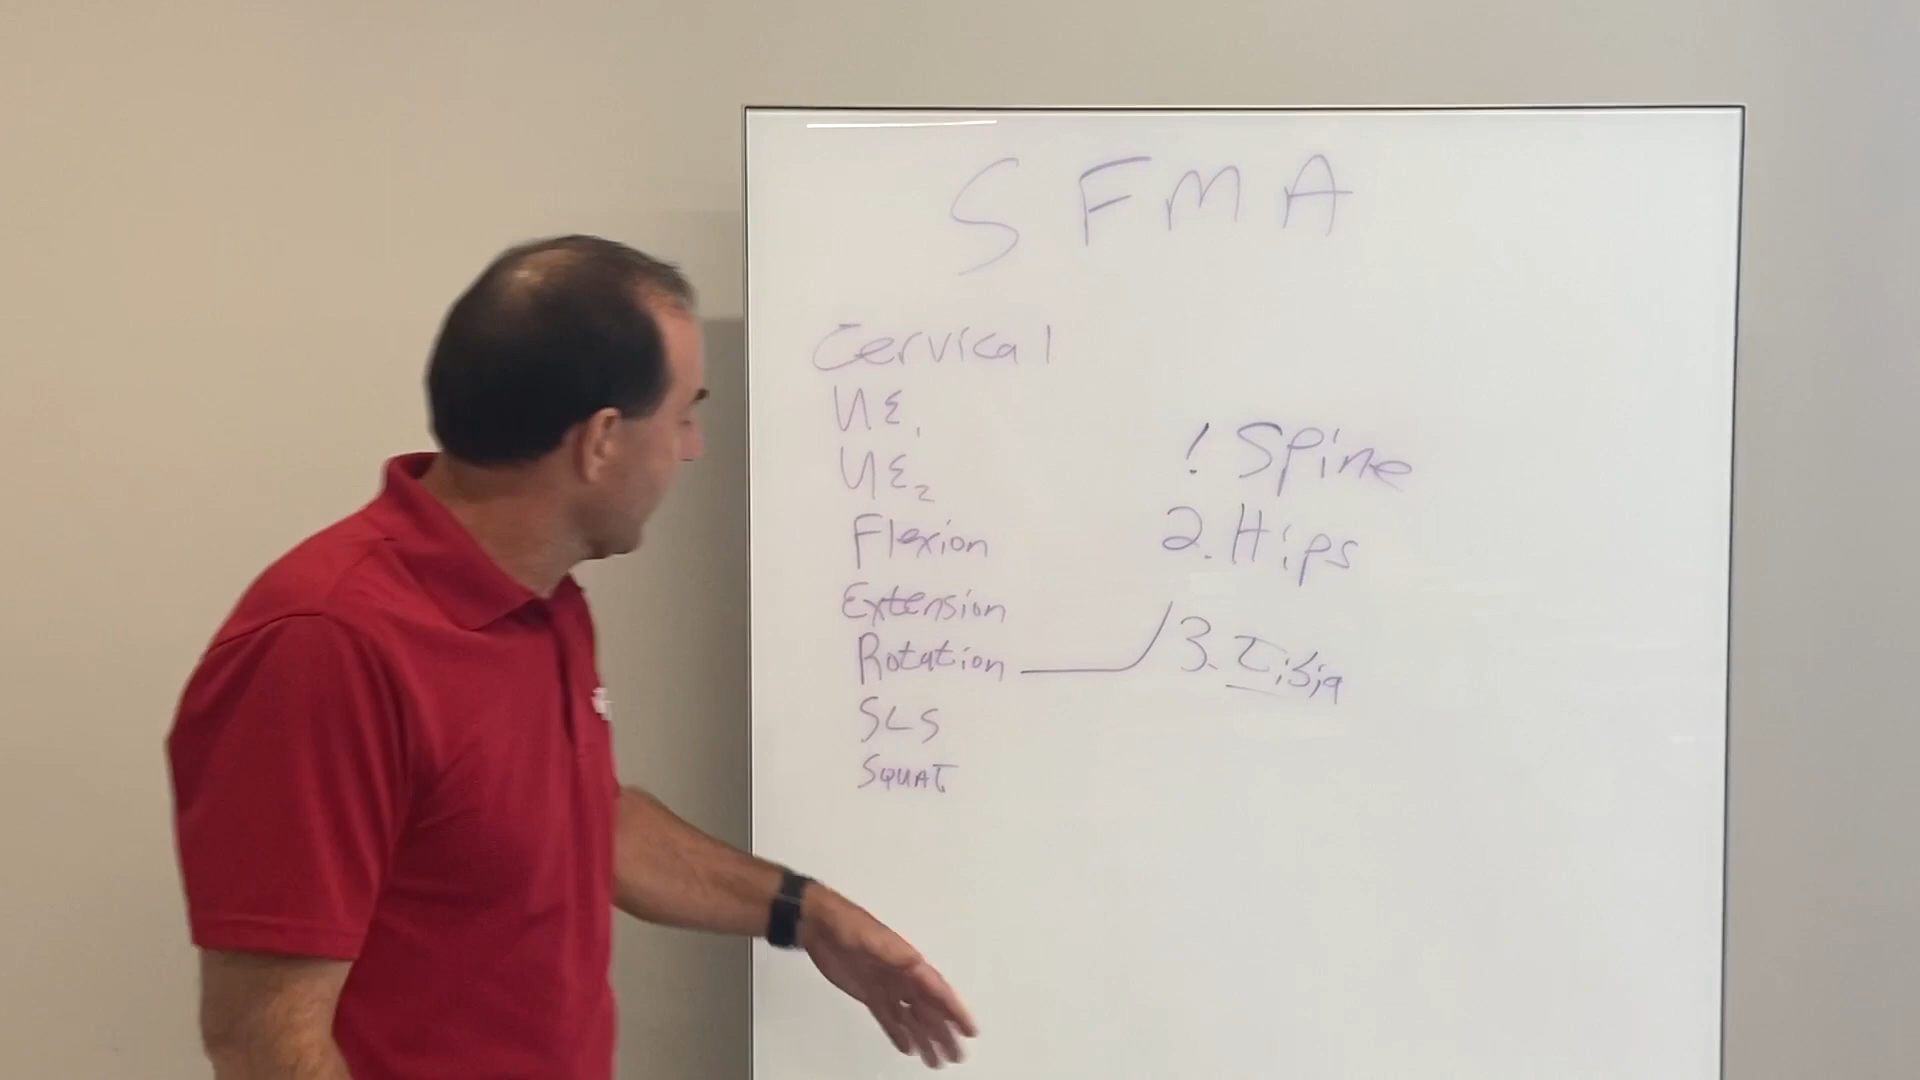 SFMA
Cervical
UE1
UE2
Flexion
Extension
Rotation
SLS
SQUAT
1 Spine
2. Hips
3. Tibia